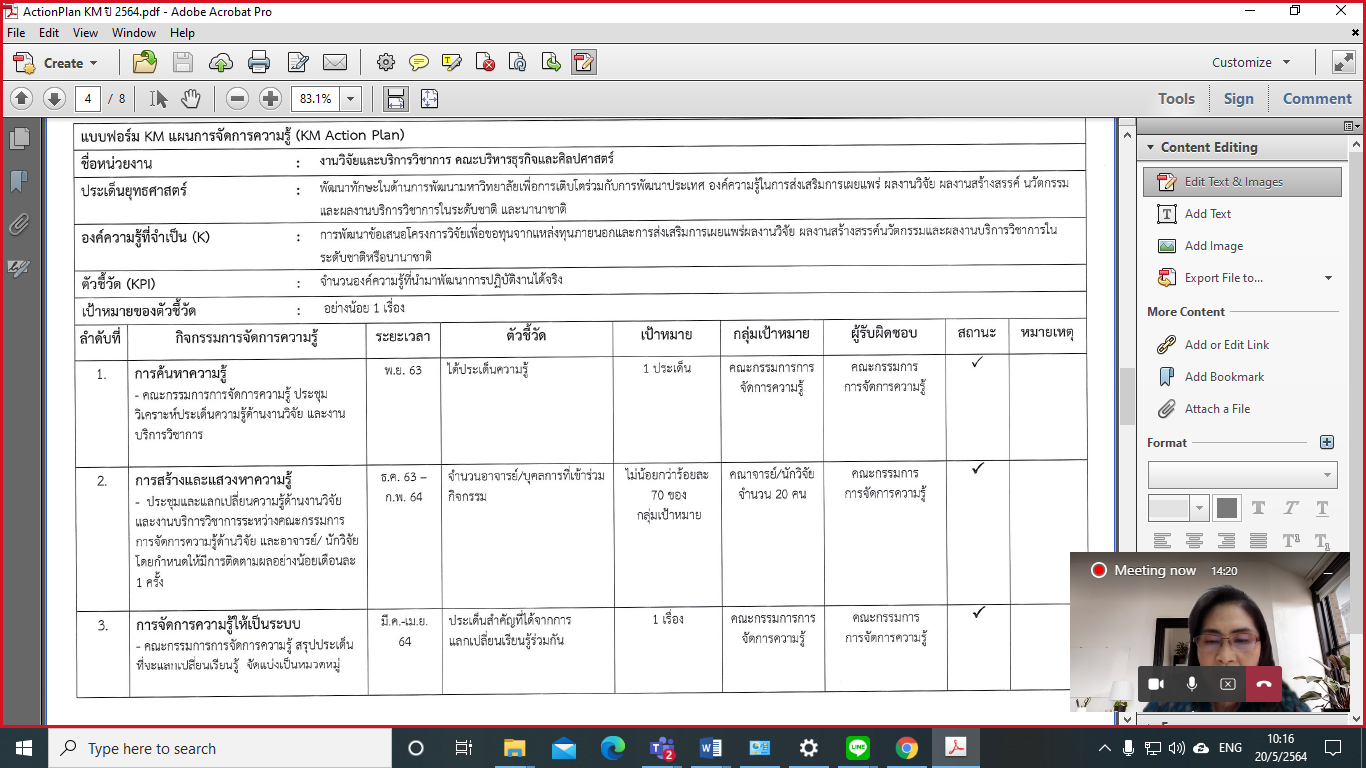 ActionPlan KM ปี 2564.pdf - Adobe Acrobat Pro
File Edit View Window Help
Create
Customize
4 / 8
83.1%
Tools Sign Comment
แบบฟอร์ม KM แผนการจัดการความรู้ (KM Action Plan)
ชื่อหน่วยงาน : งานวิจัยและบริการวิชาการ คณะบริหารธุรกิจและศิลปศาสตร์
ประเด็นยุทธศาสตร์ : พัฒนาทักษะในด้านการพัฒนามหาวิทยาลัยเพื่อการเติบโตร่วมกับการพัฒนาประเทศ องค์ความรู้ในการส่งเสริมการเผยแพร่ ผลงานวิจัย ผลงานสร้างสรรค์ นวัตกรรม
และผลงานบริการวิชาการในระดับชาติ และนานาชาติ
องค์ความรู้ที่จำเป็น (K) : การพัฒนาข้อเสนอโครงการวิจัยเพื่อขอทุนจากแหล่งทุนภายนอกและการส่งเสริมการเผยแพร่ผลงานวิจัย ผลงานสร้างสรรค์นวัตกรรมและผลงานบริการวิชาการใน
ระดับชาติหรือนานาชาติ
ตัวชี้วัด (KPI) : จำนวนองค์ความรู้ที่นำมาพัฒนาการปฏิบัติงานได้จริง
เป้าหมายของตัวชี้วัด : อย่างน้อย 1 เรื่อง
ลำดับที่ กิจกรรมการจัดการความรู้ ระยะเวลา ตัวชี้วัด เป้าหมาย กลุ่มเป้าหมาย ผู้รับผิดชอบ สถานะ หมายเหตุ
1. การค้นหาความรู้ พ.ย. 63 ได้ประเด็นความรู้ 1 ประเด็น คณะกรรมการการ คณะกรรมการ ✓
- คณะกรรมการการจัดการความรู้ ประชุม จัดการความรู้ การจัดการความรู้
วิเคราะห์ประเด็นความรู้ด้านงานวิจัย และงาน
บริการวิชาการ
2. การสร้างและแสวงหาความรู้ ธ.ค. 63 – จำนวนอาจารย์/บุคลการที่เข้าร่วม ไม่น้อยกว่าร้อยละ คณาจารย์/นักวิจัย คณะกรรมการ ✓
- ประชุมและแลกเปลี่ยนความรู้ด้านงานวิจัย ก.พ. 64 กิจกรรม 70 ของ จำนวน 20 คน การจัดการความรู้
และงานบริการวิชาการระหว่างคณะกรรมการ กลุ่มเป้าหมาย
การจัดการความรู้ด้านวิจัย และอาจารย์/ นักวิจัย
โดยกำหนดให้มีการติดตามผลอย่างน้อยเดือนละ
1 ครั้ง
3. การจัดการความรู้ให้เป็นระบบ มี.ค.-เม.ย. ประเด็นสำคัญที่ได้จากการ 1 เรื่อง คณะกรรมการการ คณะกรรมการ ✓
- คณะกรรมการการจัดการความรู้ สรุปประเด็น 64 แลกเปลี่ยนเรียนรู้ร่วมกัน จัดการความรู้ การจัดการความรู้
ที่จะแลกเปลี่ยนเรียนรู้ จัดแบ่งเป็นหมวดหมู่
Content Editing
Edit Text & Images
Add Text
Add Image
Export File to...
More Content
Add or Edit Link
Add Bookmark
Attach a File
Format
Meeting now 14:20
Type here to search
2
LINE
ENG
10:16
20/5/2564